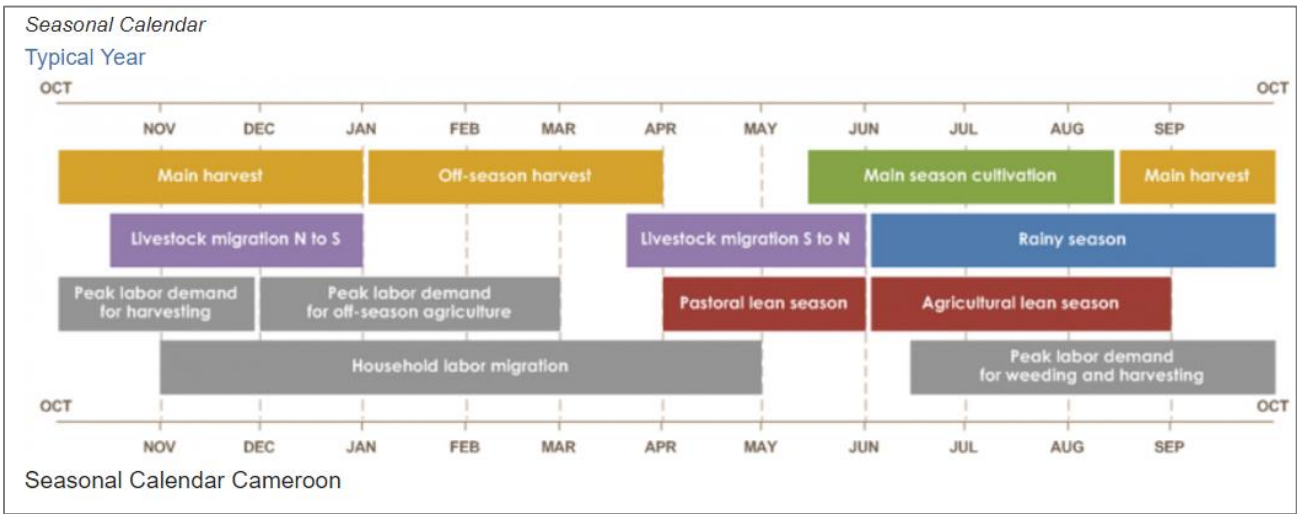 Seasonal Calendar
Typical Year
OCT OCT
NOV DEC JAN FEB MAR APR MAY JUN JUL AUG SEP
Main harvest Off-season harvest Main season cultivation Main harvest
Livestock migration N to S Livestock migration S to N Rainy season
Peak labor demand
for harvesting
Peak labor demand
for off-season agriculture
Pastoral lean season Agricultural lean season
Household labor migration
Peak labor demand
for weeding and harvesting
OCT OCT
NOV DEC JAN FEB MAR APR MAY JUN JUL AUG SEP
Seasonal Calendar Cameroon